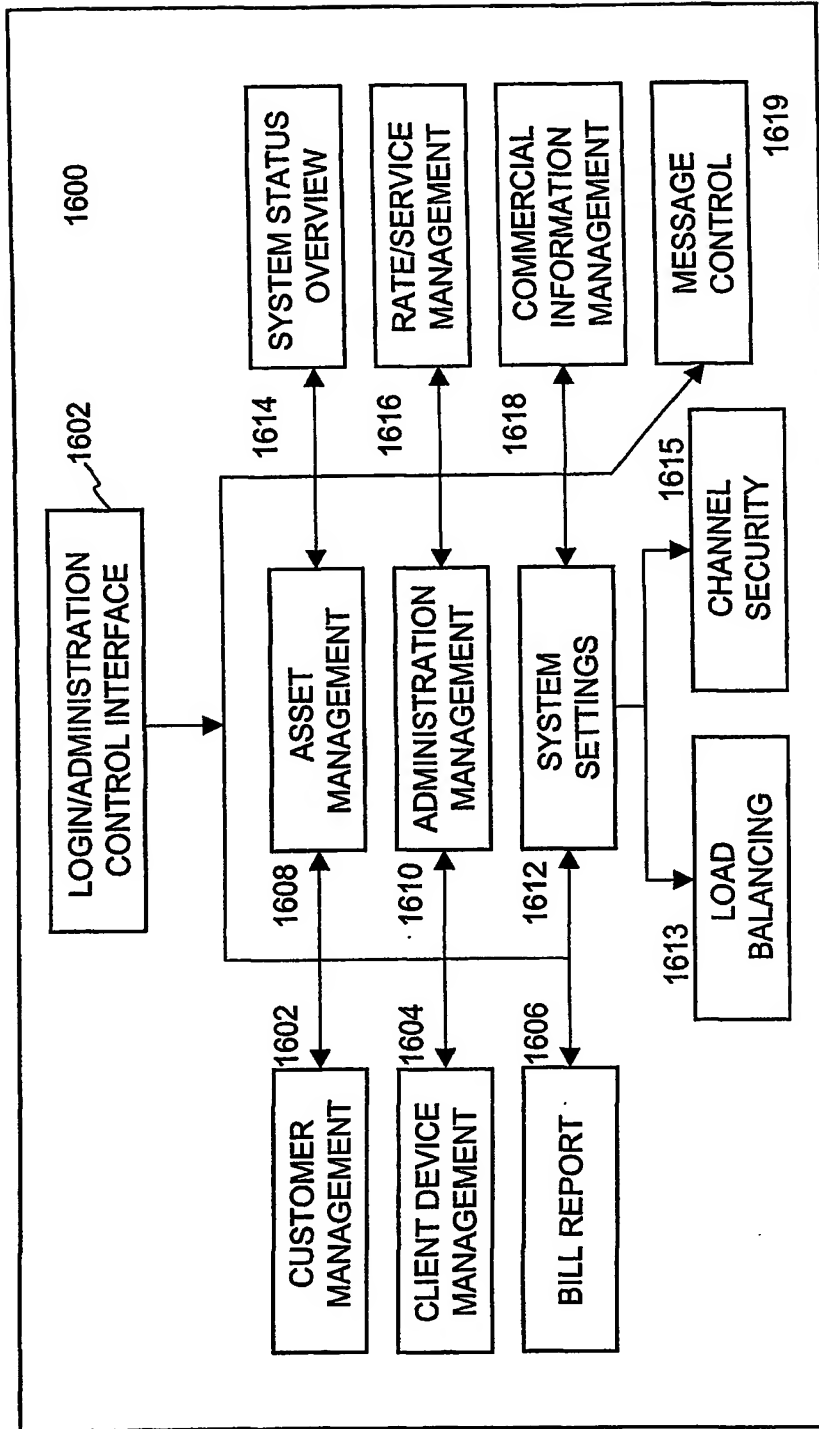 1600
LOGIN/ADMINISTRATION
CONTROL INTERFACE
1602
CUSTOMER
MANAGEMENT
1602
1608
ASSET
MANAGEMENT
1614
SYSTEM STATUS
OVERVIEW
CLIENT DEVICE
MANAGEMENT
1604
1610
ADMINISTRATION
MANAGEMENT
1616
RATE/SERVICE
MANAGEMENT
BILL REPORT
1606
1612
SYSTEM
SETTINGS
1618
COMMERCIAL
INFORMATION
MANAGEMENT
1613
LOAD
BALANCING
1615
CHANNEL
SECURITY
MESSAGE
CONTROL
1619